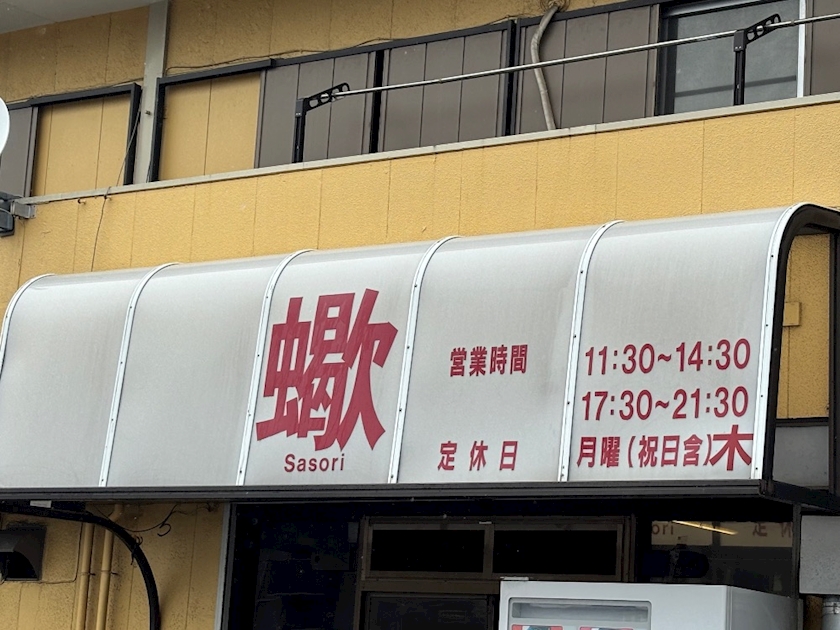 蠍
Sasori
営業時間 11:30~14:30
17:30~21:30
定休日 月曜(祝日含)木